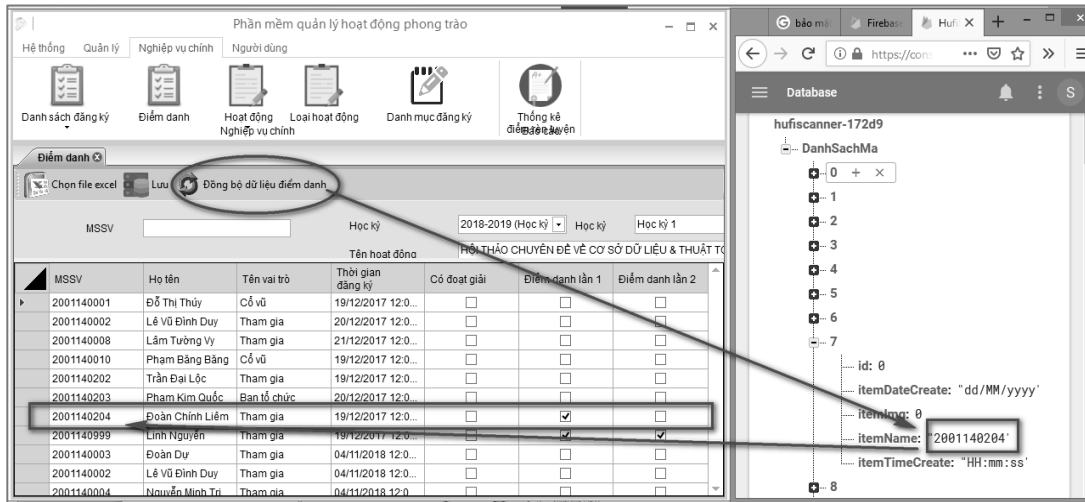 Phần mềm quản lý hoạt động phong trào
Hệ thống Quản lý Nghiệp vụ chính Người dùng
Danh sách đăng ký Điểm danh Hoạt động Loại hoạt động Danh mục đăng ký Thống kê
Nghiệp vụ chính
Điểm danh
Chọn file excel Lưu Đồng bộ dữ liệu điểm danh
MSSV Học kỳ 2018-2019 (Học kỳ Học kỳ Học kỳ 1
Tên hoạt động HỘI THẢO CHUYÊN ĐỀ VỀ CƠ SỞ DỮ LIỆU & THUẬT TO
MSSV Họ tên Tên vai trò Thời gian đăng ký Có đoạt giải Điểm danh lần 1 Điểm danh lần 2
2001140001 Đỗ Thị Thúy Cổ vũ 19/12/2017 12:0...
2001140002 Lê Vũ Đình Duy Tham gia 20/12/2017 12:0...
2001140008 Lâm Tường Vy Tham gia 21/12/2017 12:0...
2001140010 Phạm Băng Băng Cổ vũ 19/12/2017 12:0...
2001140202 Trần Đại Lộc Tham gia 19/12/2017 12:0...
2001140203 Phạm Kim Quốc Ban tổ chức 20/12/2017 12:0...
2001140204 Đoàn Chính Liêm Tham gia 19/12/2017 12:0...
2001140999 Linh Nguyễn Tham gia 19/12/2017 12:0...
2001140003 Đoàn Dự Tham gia 04/11/2018 12:0...
2001140002 Lê Vũ Đình Duy Tham gia 04/11/2018 12:0...
2001140004 Nguyễn Minh Trí Tham gia 04/11/2018 12:0
bảo mậ Firebase Hufi
https://cons
Database S
hufiscanner-172d9
DanhSachMa
0
1
2
3
4
5
6
7
id: 0
itemDateCreate: "dd/MM/yyyy'
itemImg: 0
itemName: "2001140204'
itemTimeCreate: "HH:mm:ss'
8